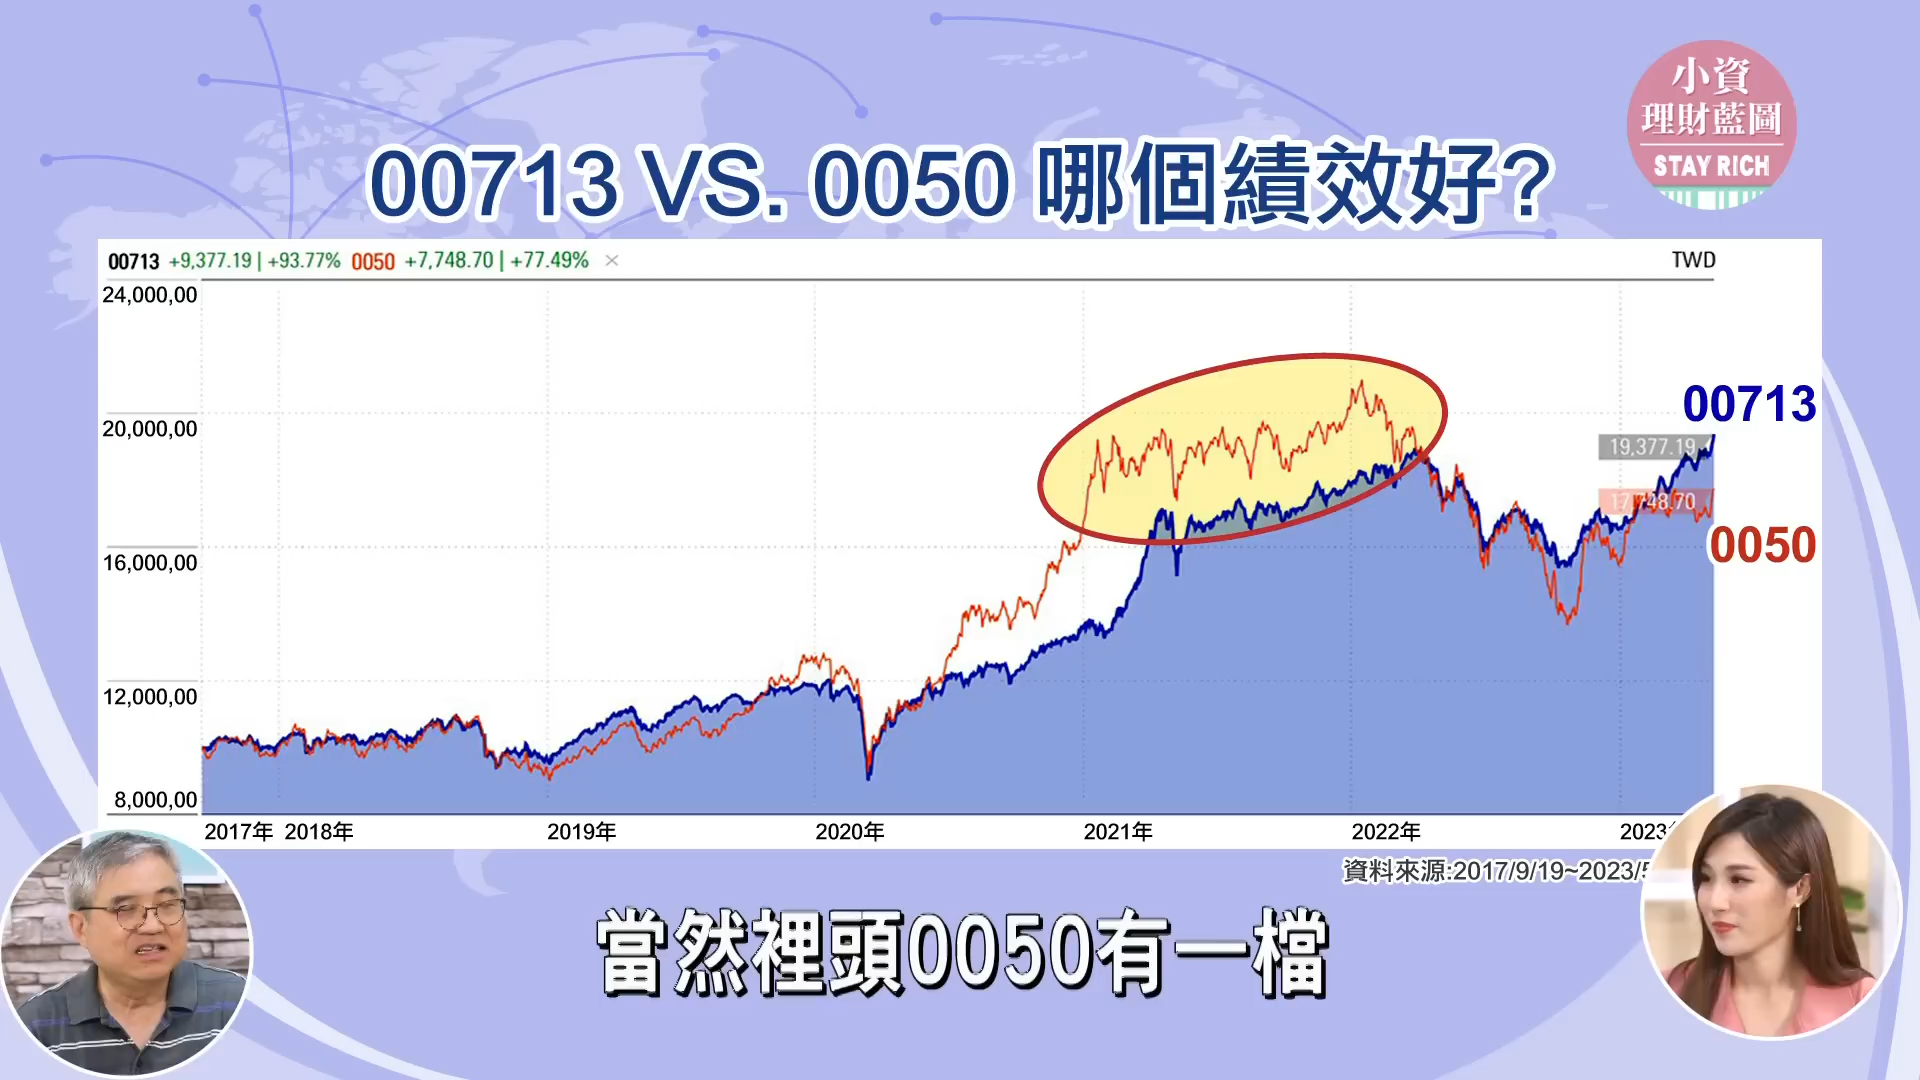 小資
理財藍圖
STAY RICH
00713 VS. 0050 哪個績效好?
00713 +9,377.19 | +93.77% 0050 +7,748.70 | +77.49% ×
TWD
24,000,00
20,000,00
16,000,00
12,000,00
8,000,00
00713
19,377.19
17,748.70
0050
2017年 2018年 2019年 2020年 2021年 2022年 2023
資料來源:2017/9/19~2023/
當然裡頭0050有一檔